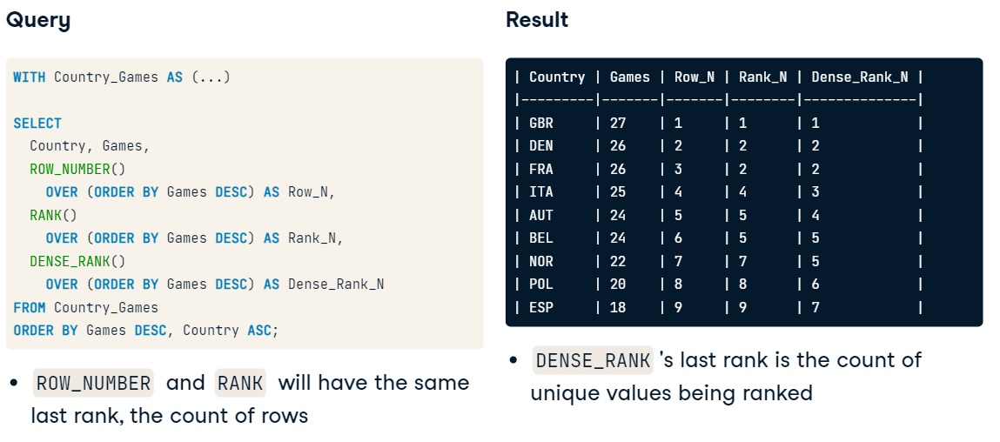 Query
WITH Country_Games AS (...)
SELECT
Country, Games,
ROW_NUMBER()
OVER (ORDER BY Games DESC) AS Row_N,
RANK()
OVER (ORDER BY Games DESC) AS Rank_N,
DENSE_RANK()
OVER (ORDER BY Games DESC) AS Dense_Rank_N
FROM Country_Games
ORDER BY Games DESC, Country ASC;
• ROW_NUMBER and RANK will have the same
last rank, the count of rows
Result
| Country | Games | Row_N | Rank_N | Dense_Rank_N |
|---------|-------|-------|--------|--------------|
| GBR | 27 | 1 | 1 | 1 |
| DEN | 26 | 2 | 2 | 2 |
| FRA | 26 | 3 | 2 | 2 |
| ITA | 25 | 4 | 4 | 3 |
| AUT | 24 | 5 | 5 | 4 |
| BEL | 24 | 6 | 5 | 5 |
| NOR | 22 | 7 | 7 | 5 |
| POL | 20 | 8 | 8 | 6 |
| ESP | 18 | 9 | 9 | 7 |
• DENSE_RANK 's last rank is the count of
unique values being ranked